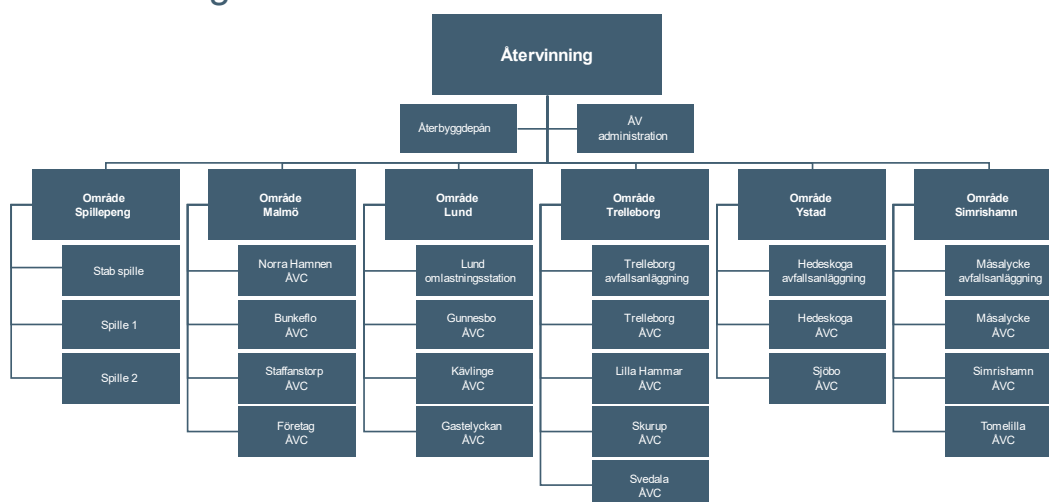 Återvinning
Återbyggdepån
ÅV
administration
Område
Spillepeng
Stab spille
Spille 1
Spille 2
Område
Malmö
Norra Hamnen
ÅVC
Bunkeflo
ÅVC
Staffanstorp
ÅVC
Företag
ÅVC
Område
Lund
Lund
omlastningsstation
Gunnesbo
ÅVC
Kävlinge
ÅVC
Gastelyckan
ÅVC
Område
Trelleborg
Trelleborg
avfallsanläggning
Trelleborg
ÅVC
Lilla Hammar
ÅVC
Skurup
ÅVC
Svedala
ÅVC
Område
Ystad
Hedeskoga
avfallsanläggning
Hedeskoga
ÅVC
Sjöbo
ÅVC
Område
Simrishamn
Måsalycke
avfallsanläggning
Måsalycke
ÅVC
Simrishamn
ÅVC
Tomelilla
ÅVC